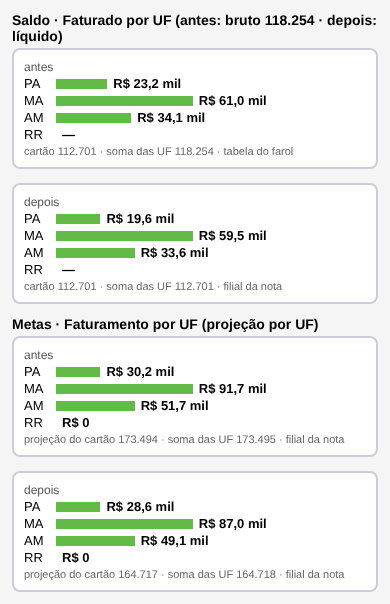 Saldo · Faturado por UF (antes: bruto 118.254 · depois:
líquido)
antes
PA R$ 23,2 mil
MA R$ 61,0 mil
AM R$ 34,1 mil
RR —
cartão 112.701 · soma das UF 118.254 · tabela do farol
depois
PA R$ 19,6 mil
MA R$ 59,5 mil
AM R$ 33,6 mil
RR —
cartão 112.701 · soma das UF 112.701 · filial da nota
Metas · Faturamento por UF (projeção por UF)
antes
PA R$ 30,2 mil
MA R$ 91,7 mil
AM R$ 51,7 mil
RR R$ 0
projeção do cartão 173.494 · soma das UF 173.495 · filial da nota
depois
PA R$ 28,6 mil
MA R$ 87,0 mil
AM R$ 49,1 mil
RR R$ 0
projeção do cartão 164.717 · soma das UF 164.718 · filial da nota